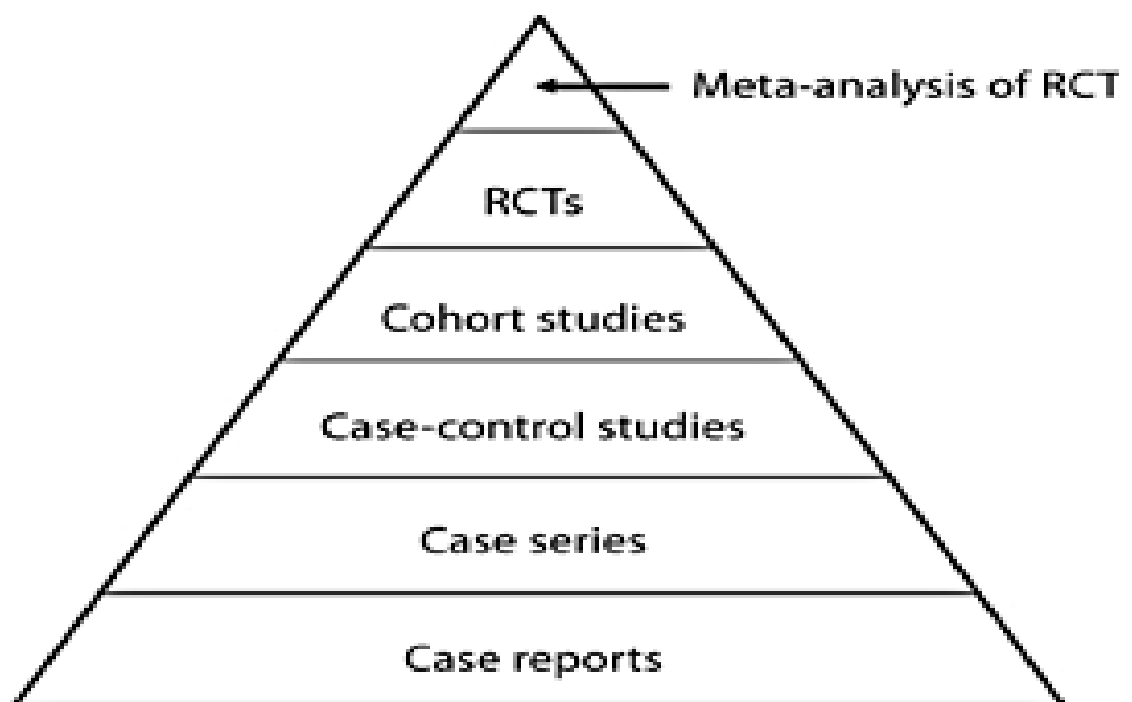 Meta-analysis of RCT
RCTs
Cohort studies
Case-control studies
Case series
Case reports